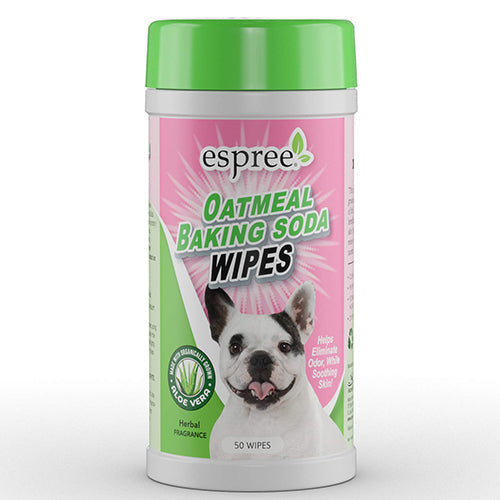 espree
OATMEAL
BAKING SODA
WIPES
Helps
Eliminate
Odor, While
Soothing
Skin!
MADE WITH ORGANICALLY GROWN
ALOE VERA
Herbal
FRAGRANCE
50 WIPES